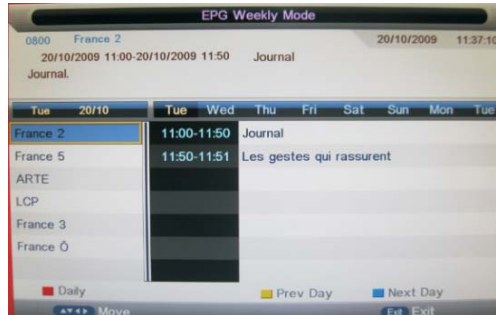 EPG Weekly Mode
0800 France 2 20/10/2009 11:37:10
20/10/2009 11:00-20/10/2009 11:50 Journal
Journal.
Tue 20/10 Tue Wed Thu Fri Sat Sun Mon Tue
France 2 11:00-11:50 Journal
France 5 11:50-11:51 Les gestes qui rassurent
ARTE
LCP
France 3
France Ô
Daily Prev Day Next Day
Move Exit Exit